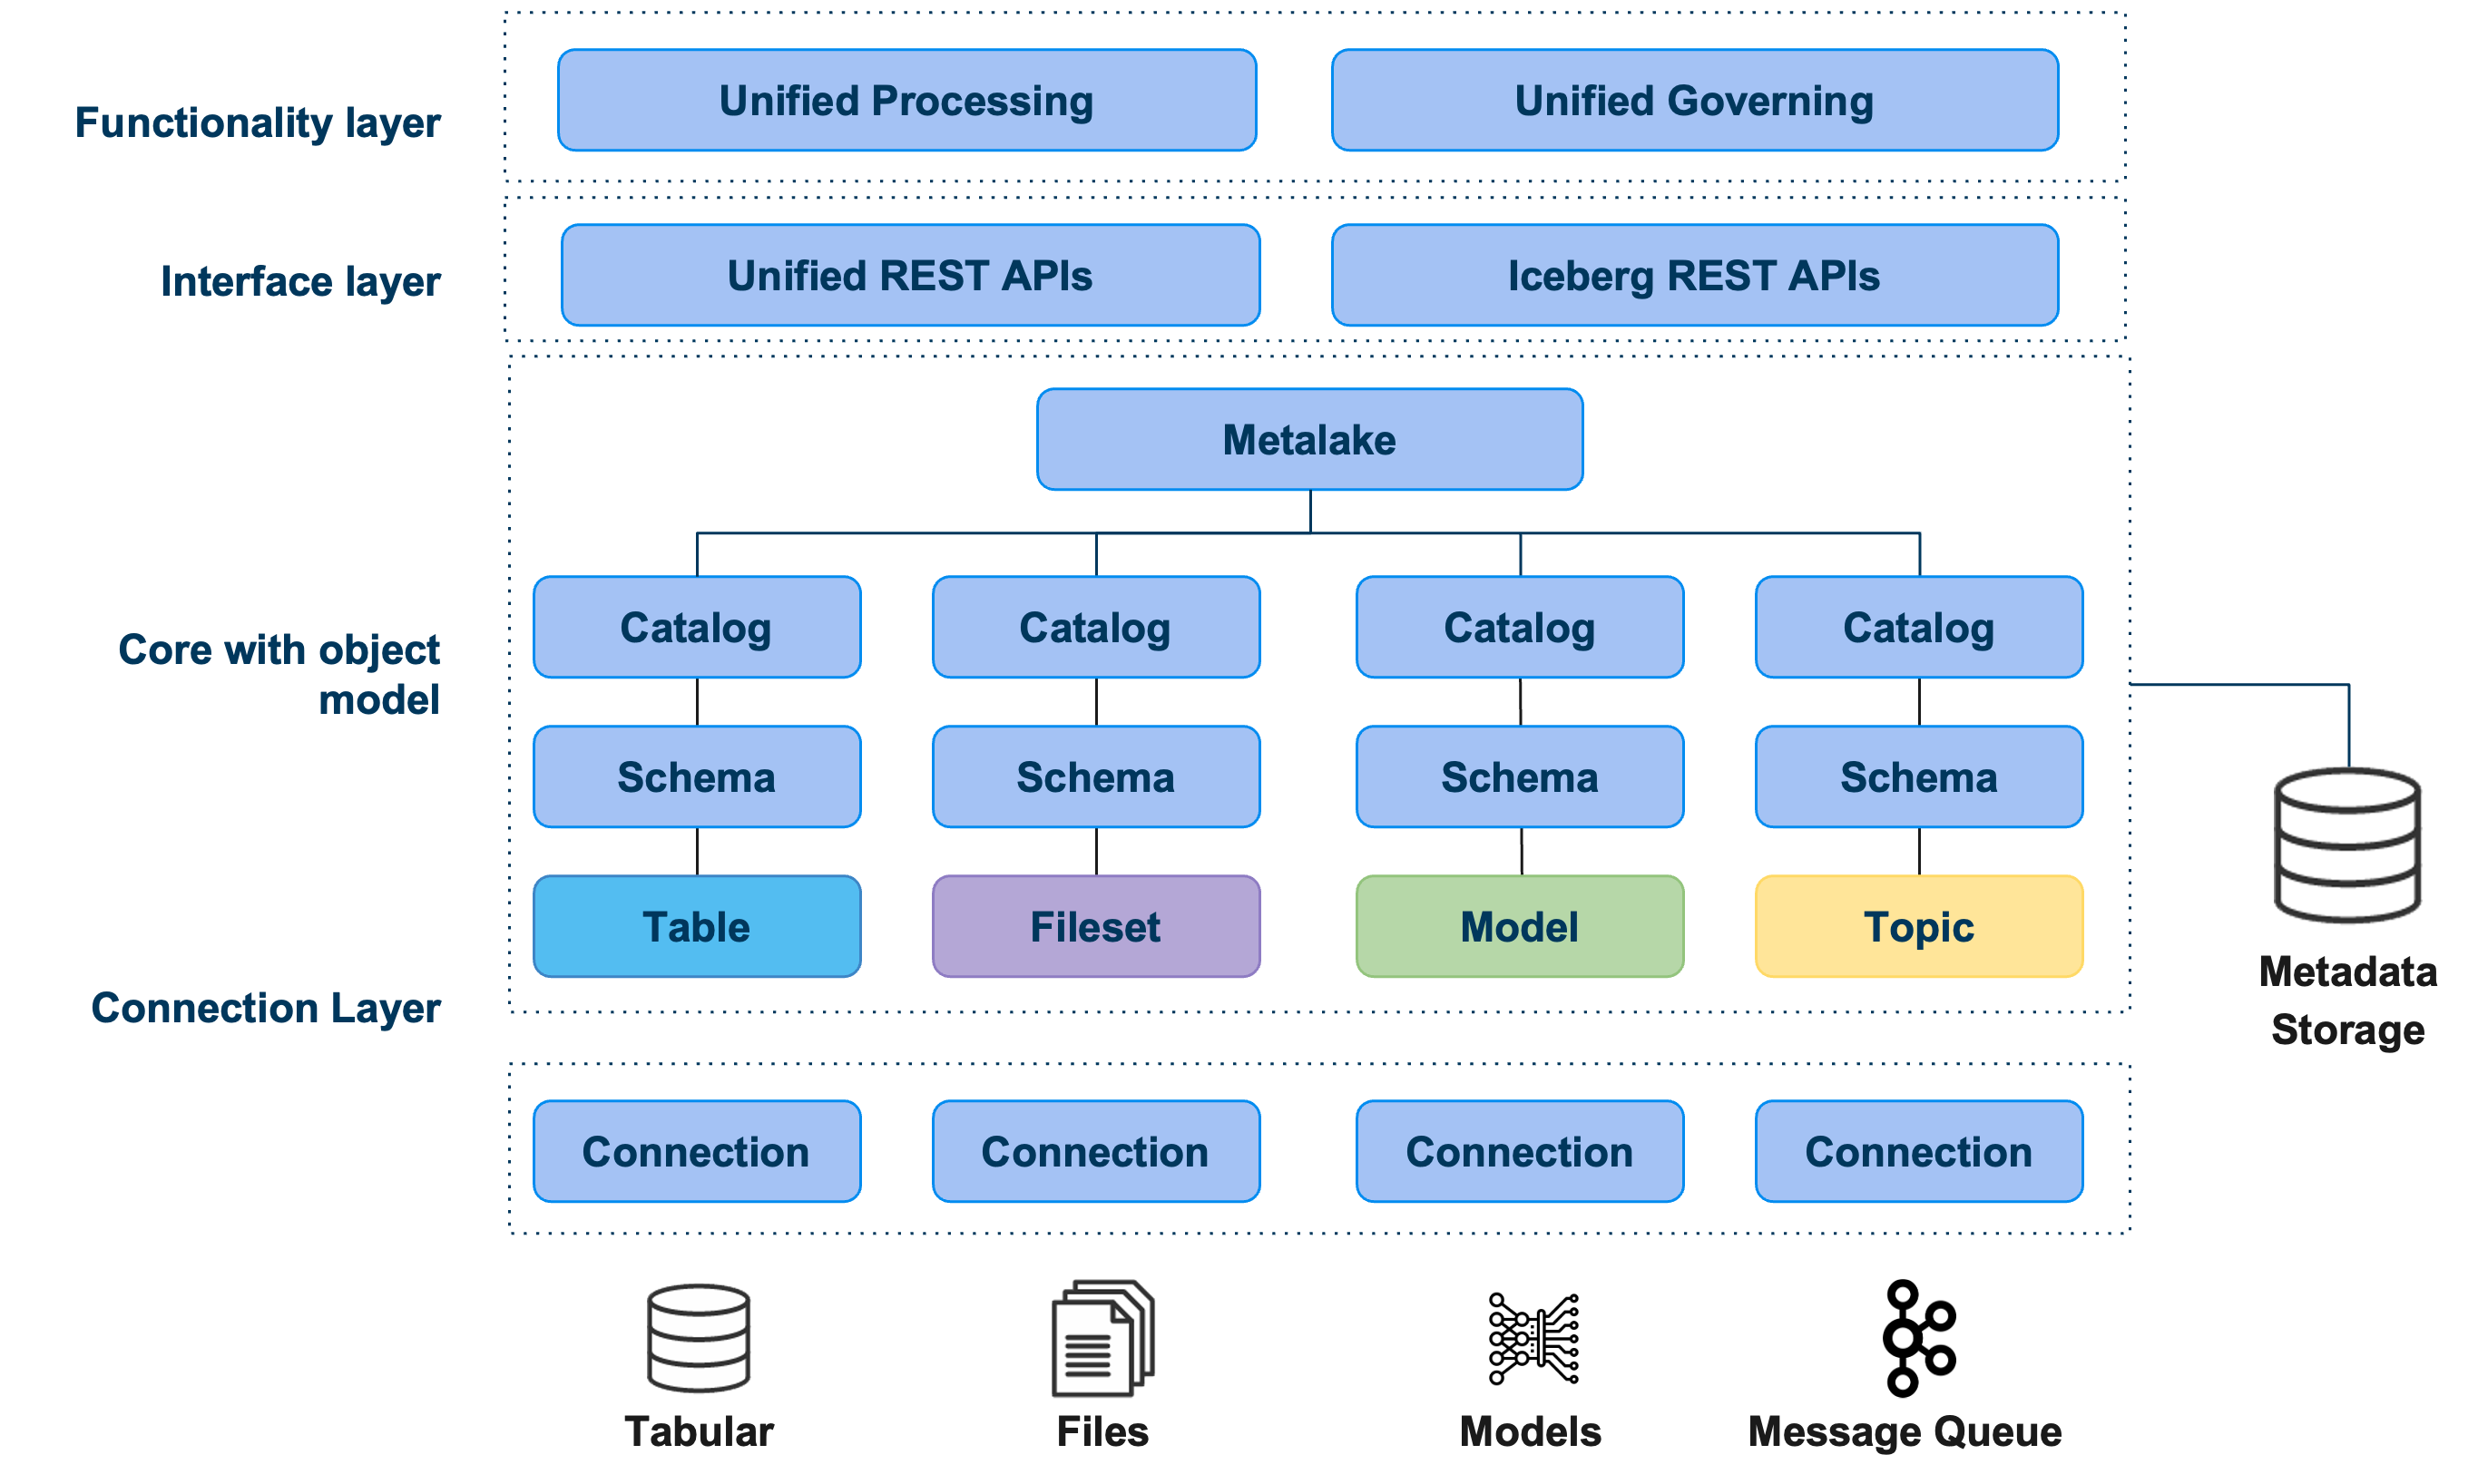 Functionality layer
Unified Processing
Unified Governing
Interface layer
Unified REST APIs
Iceberg REST APIs
Metalake
Core with object
model
Catalog
Catalog
Catalog
Catalog
Schema
Schema
Schema
Schema
Table
Fileset
Model
Topic
Metadata
Storage
Connection Layer
Connection
Connection
Connection
Connection
Tabular
Files
Models
Message Queue